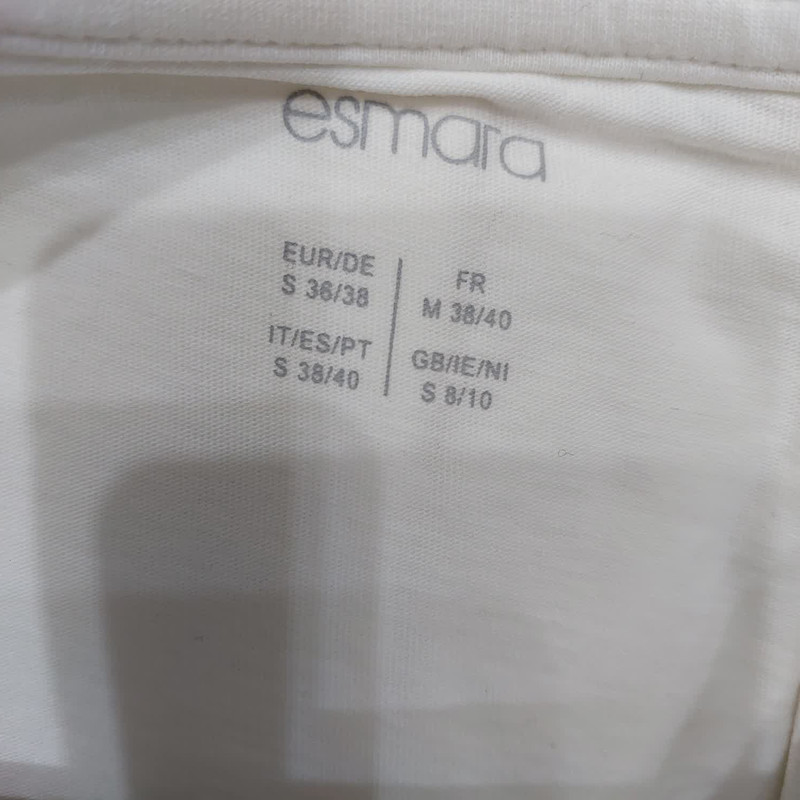 esmara
EUR/DE
S 36/38
FR
M 38/40
IT/ES/PT
S 38/40
GB/IE/NI
S 8/10